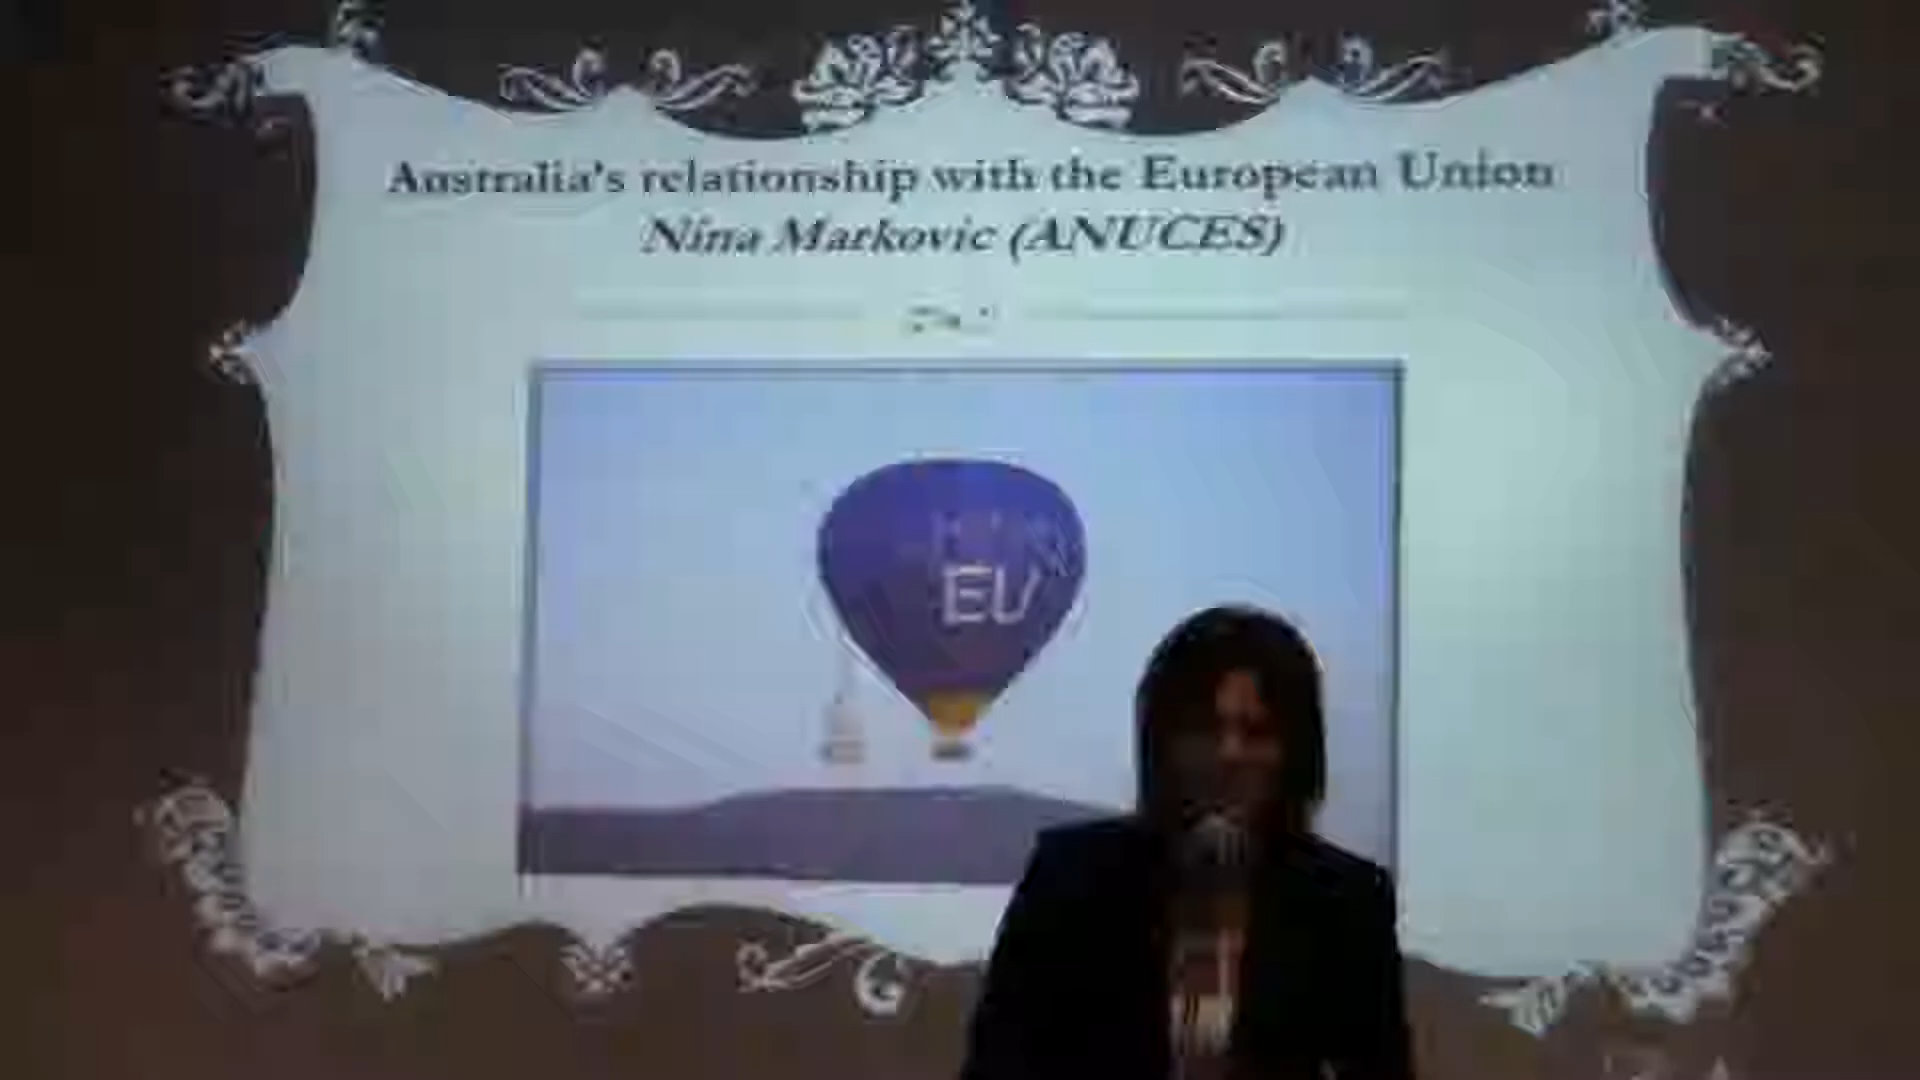 Australia's relationship with the European Union
Nina Markovic (ANUCES)
EU